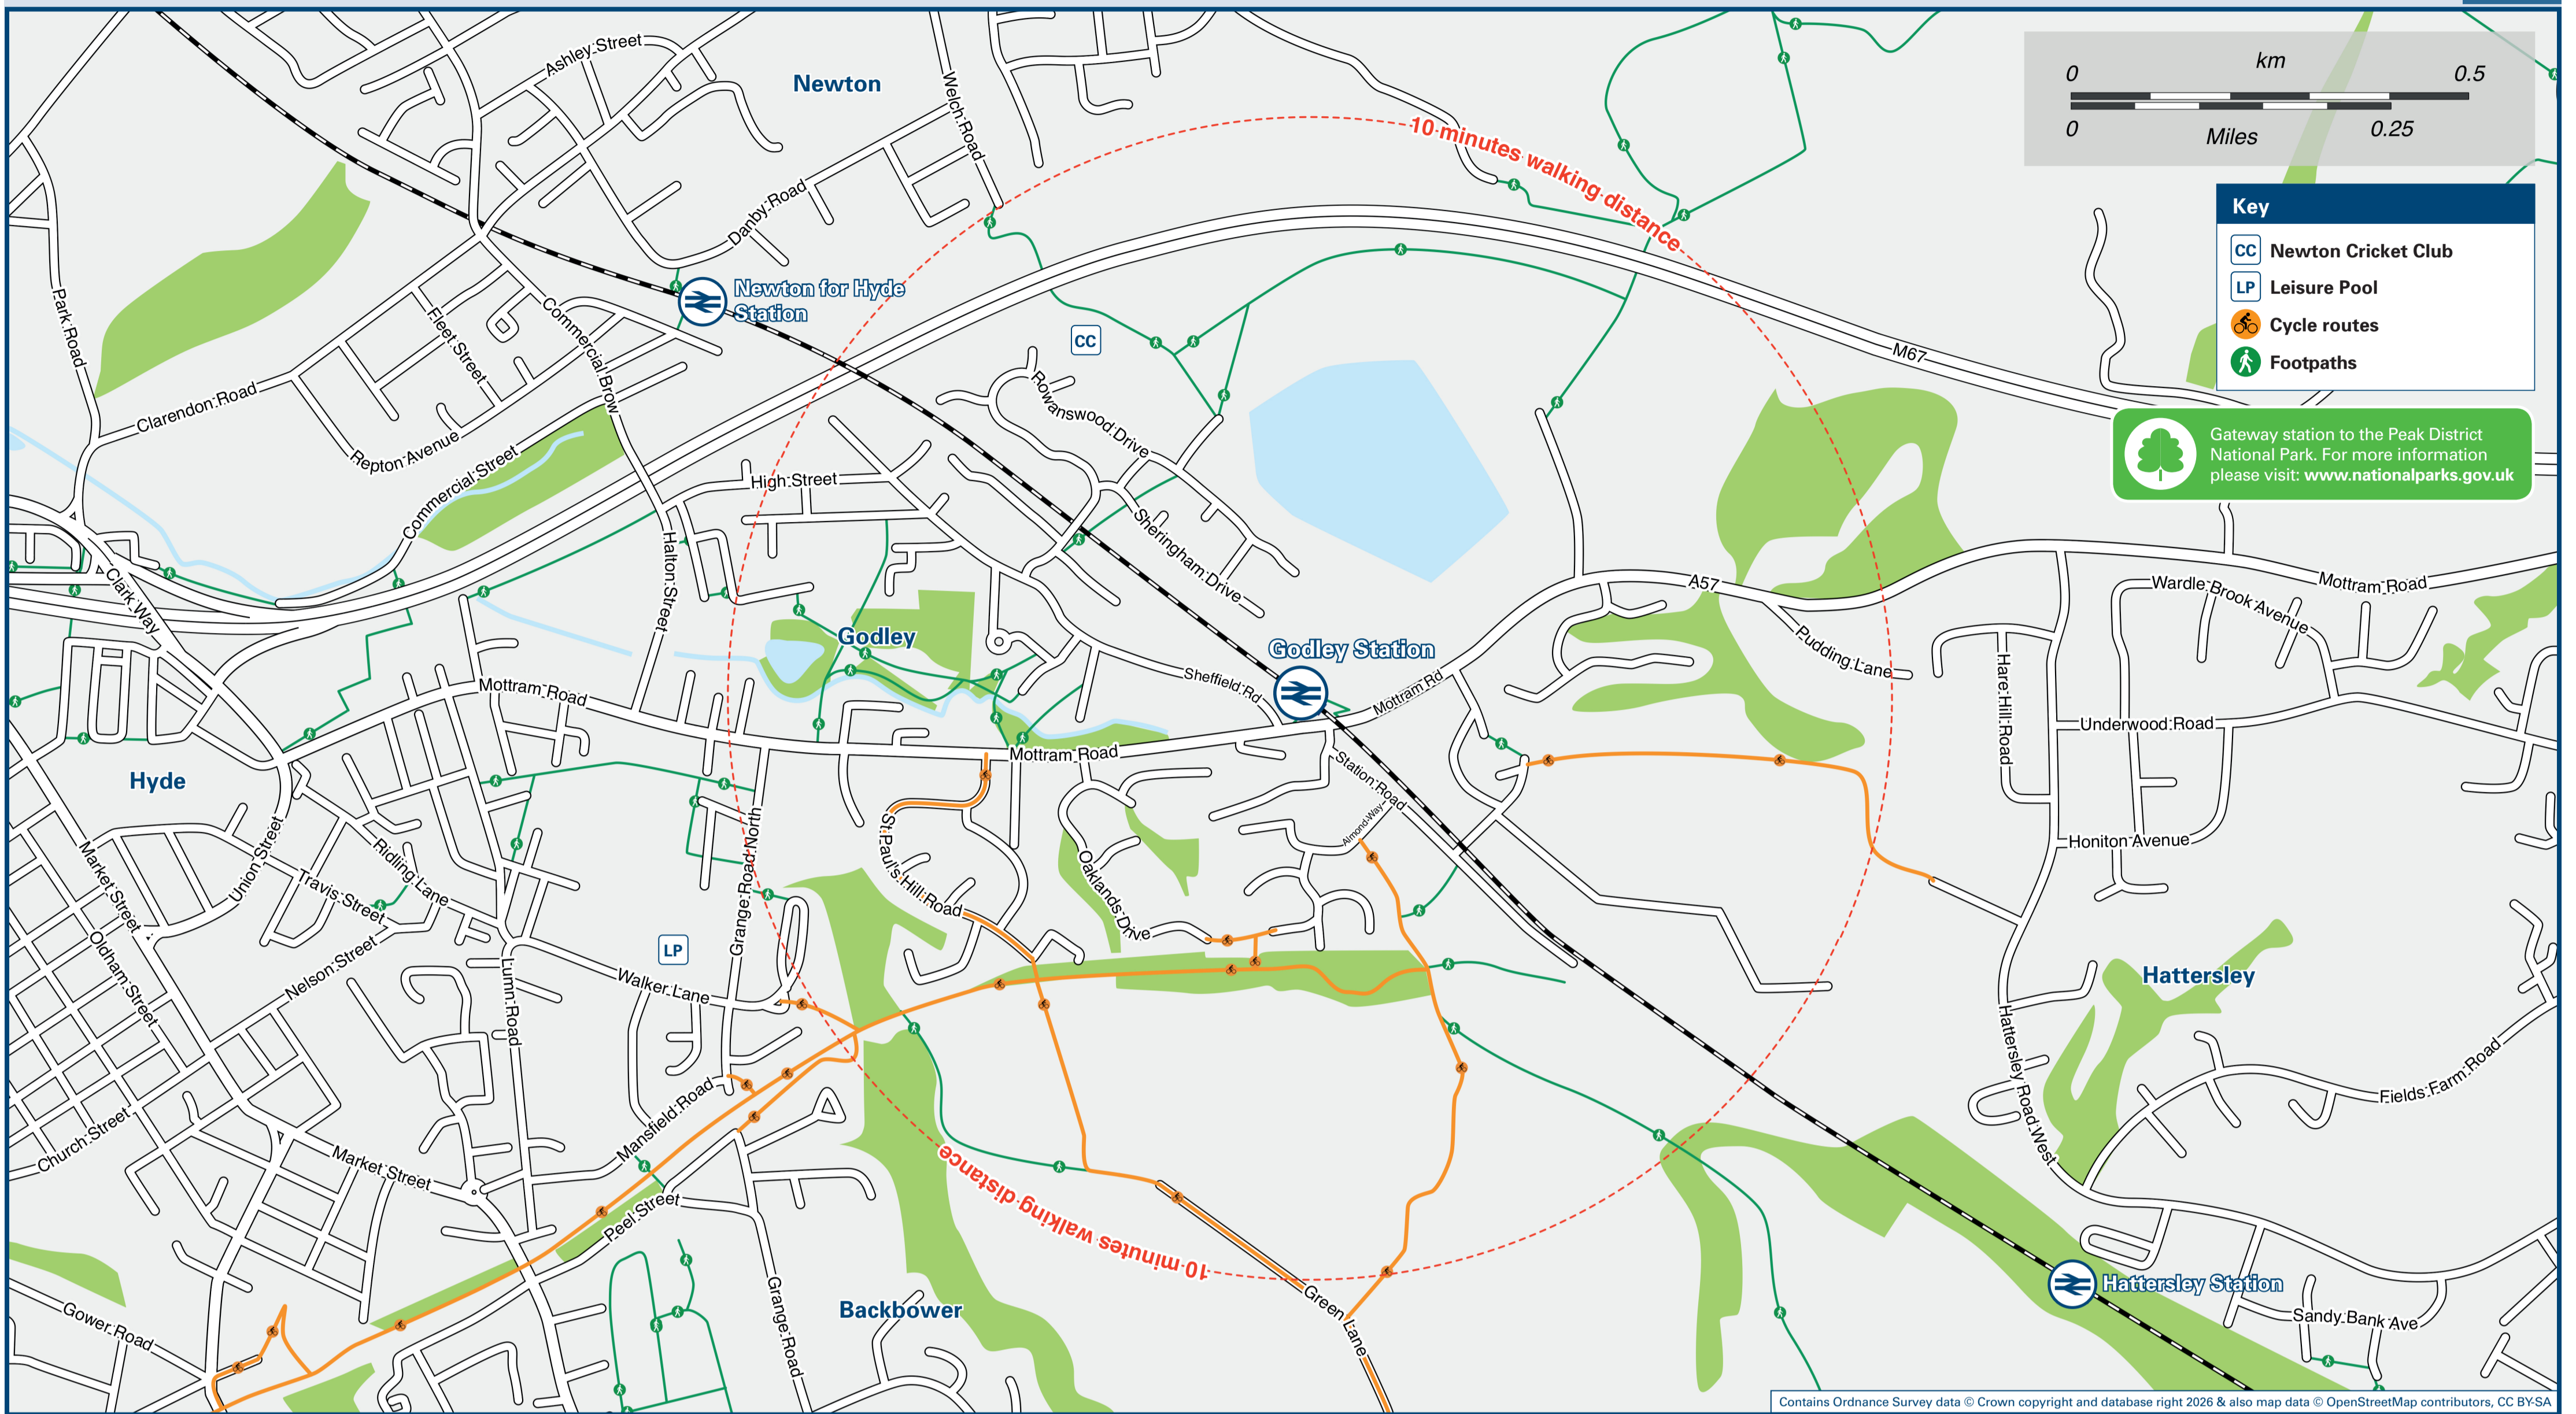 Ashley Street
Newton
Welch Road
km
0
0.5
0
0.25
Miles
10 minutes walking distance
Key
CC
Newton Cricket Club
LP
Leisure Pool
Cycle routes
Footpaths
Danby Road
Newton for Hyde
Station
Park Road
Fleet Street
Commercial Brow
CC
M67
Clarendon Road
Rowanswood Drive
Repton Avenue
Commercial Street
High Street
Gateway station to the Peak District
National Park. For more information
please visit: www.nationalparks.gov.uk
Sheringham Drive
Halton Street
Clark Way
A57
Mottram Road
Wardle Brook Avenue
Godley
Godley Station
Pudding Lane
Hare Hill Road
Sheffield Rd
Mottram Rd
Mottram Road
Underwood Road
Mottram Road
Hyde
Station Road
Almond Way
Honiton Avenue
Grange Road North
St Paul's Hill Road
Oaklands Drive
Union Street
Ridling Lane
Travis Street
Market Street
Oldham Street
Nelson Street
LP
Walker Lane
Lumn Road
Hattersley
Hattersley Road West
Fields Farm Road
Mansfield Road
Church Street
Market Street
Peel Street
10 minutes walking distance
Grange Road
Backbower
Green Lane
Hattersley Station
Sandy Bank Ave
Gower Road
Contains Ordnance Survey data © Crown copyright and database right 2026 & also map data © OpenStreetMap contributors, CC BY-SA